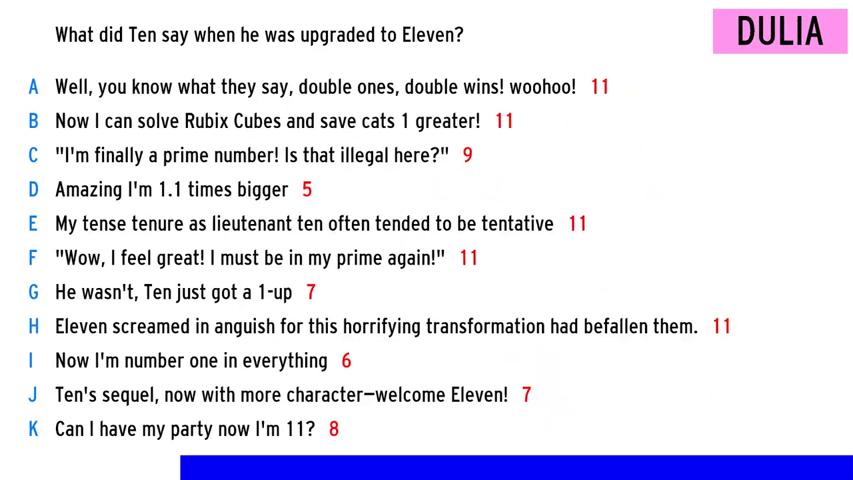 What did Ten say when he was upgraded to Eleven?
DULIA
A Well, you know what they say, double ones, double wins! woohoo! 11
B Now I can solve Rubix Cubes and save cats 1 greater! 11
C "I'm finally a prime number! Is that illegal here?" 9
D Amazing I'm 1.1 times bigger 5
E My tense tenure as lieutenant ten often tended to be tentative 11
F "Wow, I feel great! I must be in my prime again!" 11
G He wasn't, Ten just got a 1-up 7
H Eleven screamed in anguish for this horrifying transformation had befallen them. 11
I Now I'm number one in everything 6
J Ten's sequel, now with more character—welcome Eleven! 7
K Can I have my party now I'm 11? 8